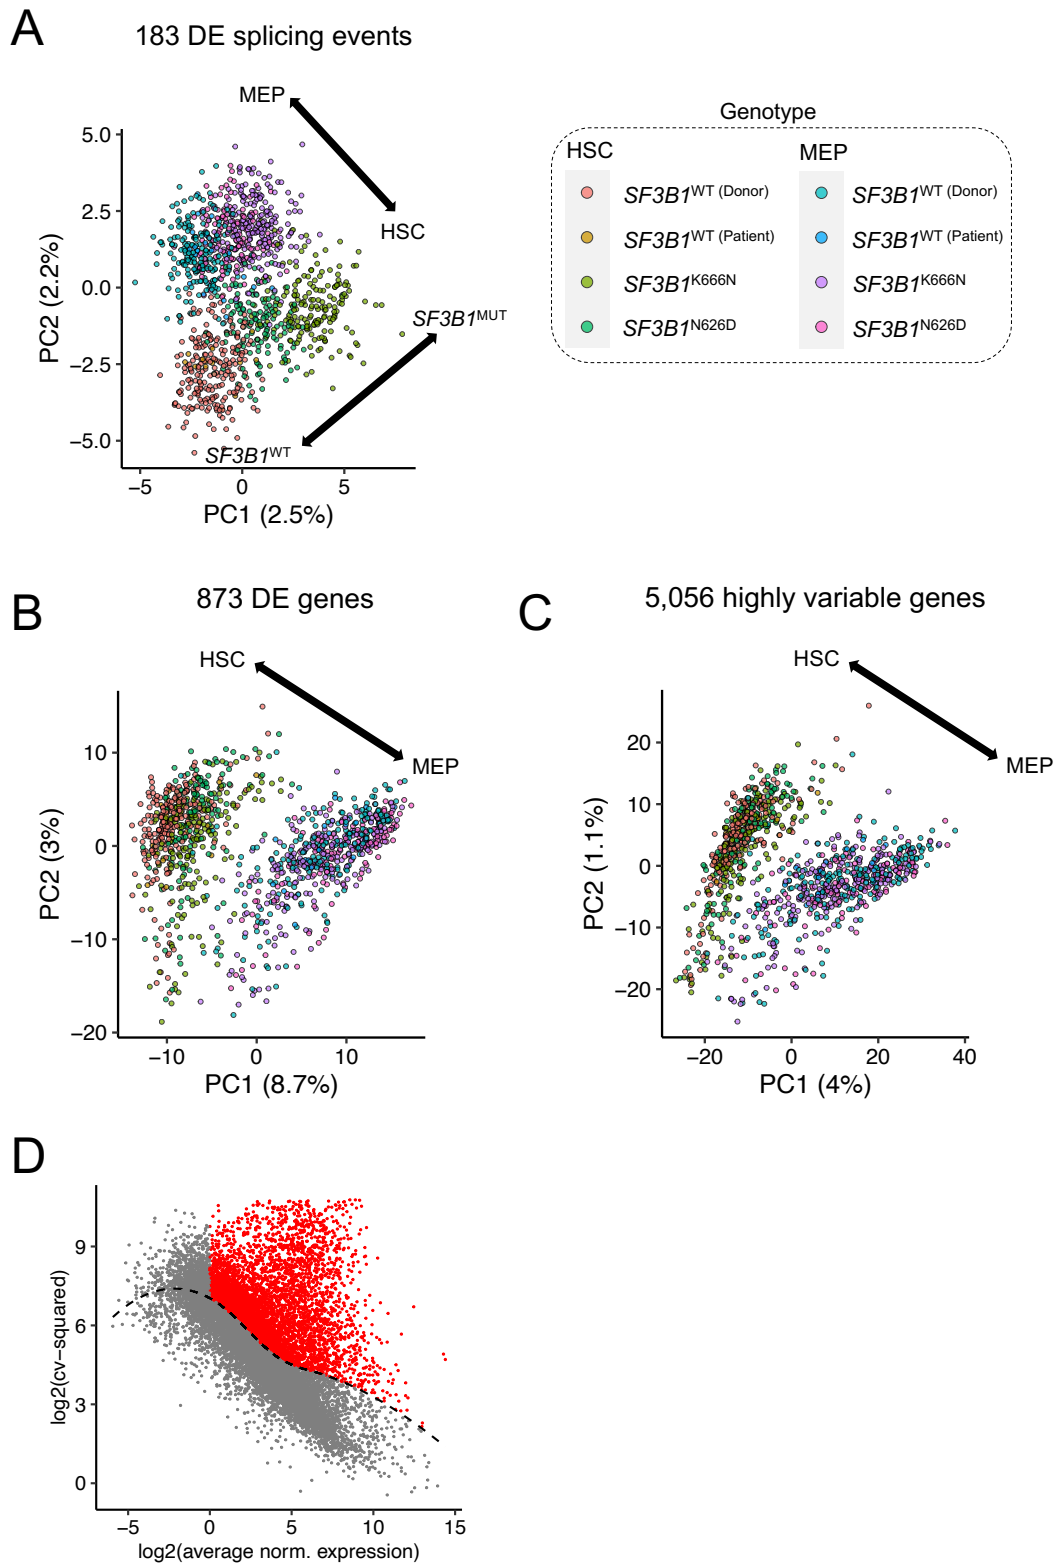 A
183 DE splicing events
MEP
HSC
SF3B1MUT
SF3B1WT
5.0
2.5
0.0
−2.5
−5.0
PC2 (2.2%)
−5 0 5
PC1 (2.5%)
Genotype
HSC MEP
SF3B1WT (Donor) SF3B1WT (Donor)
SF3B1WT (Patient) SF3B1WT (Patient)
SF3B1K666N SF3B1K666N
SF3B1N626D SF3B1N626D
B
873 DE genes
HSC
MEP
10
0
−10
−20
PC2 (3%)
−10 0 10
PC1 (8.7%)
C
5,056 highly variable genes
HSC
MEP
20
10
0
−10
−20
PC2 (1.1%)
−20 0 20 40
PC1 (4%)
D
9
6
3
0
log2(cv−squared)
−5 0 5 10 15
log2(average norm. expression)